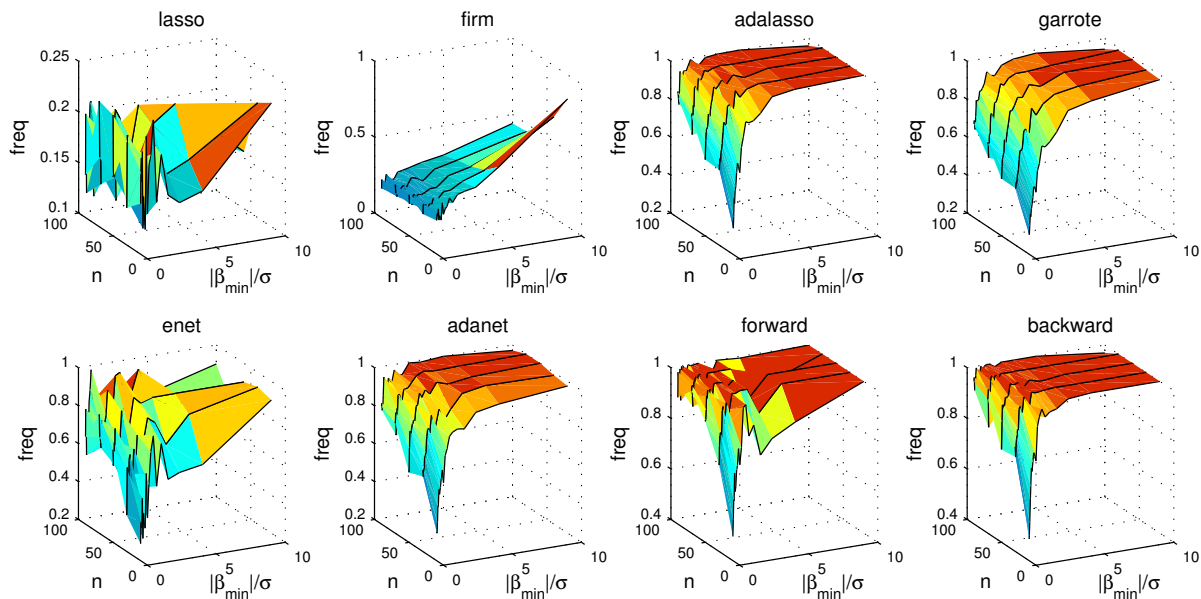 lasso
freq
0.25
0.2
0.15
0.1
100
50
0
n
0
5
10
|β_min|/σ
firm
freq
1
0.5
0
100
50
0
n
0
5
10
|β_min|/σ
adalasso
freq
1
0.8
0.6
0.4
0.2
100
50
0
n
0
5
10
|β_min|/σ
garrote
freq
1
0.8
0.6
0.4
0.2
100
50
0
n
0
5
10
|β_min|/σ
enet
freq
1
0.8
0.6
0.4
0.2
100
50
0
n
0
5
10
|β_min|/σ
adanet
freq
1
0.8
0.6
0.4
0.2
100
50
0
n
0
5
10
|β_min|/σ
forward
freq
1
0.8
0.6
0.4
100
50
0
n
0
5
10
|β_min|/σ
backward
freq
1
0.8
0.6
0.4
100
50
0
n
0
5
10
|β_min|/σ